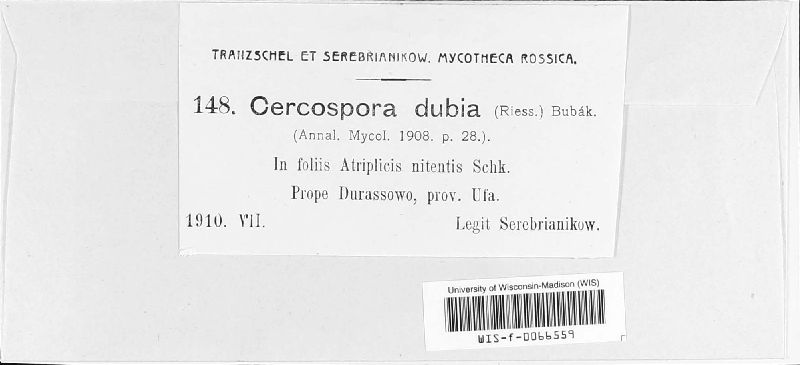 TRANZSCHEL ET SEREBRIANIKOW. MYCOTHECA ROSSICA.
148. Cercospora dubia (Riess.) Bubák.
(Annal. Mycol. 1908. p. 28.).
In foliis Atriplicis nitentis Schk.
Prope Durassowo, prov. Ufa.
1910. VII. Legit Serebrianikow.
University of Wisconsin-Madison (WIS)
WIS-f-0066559